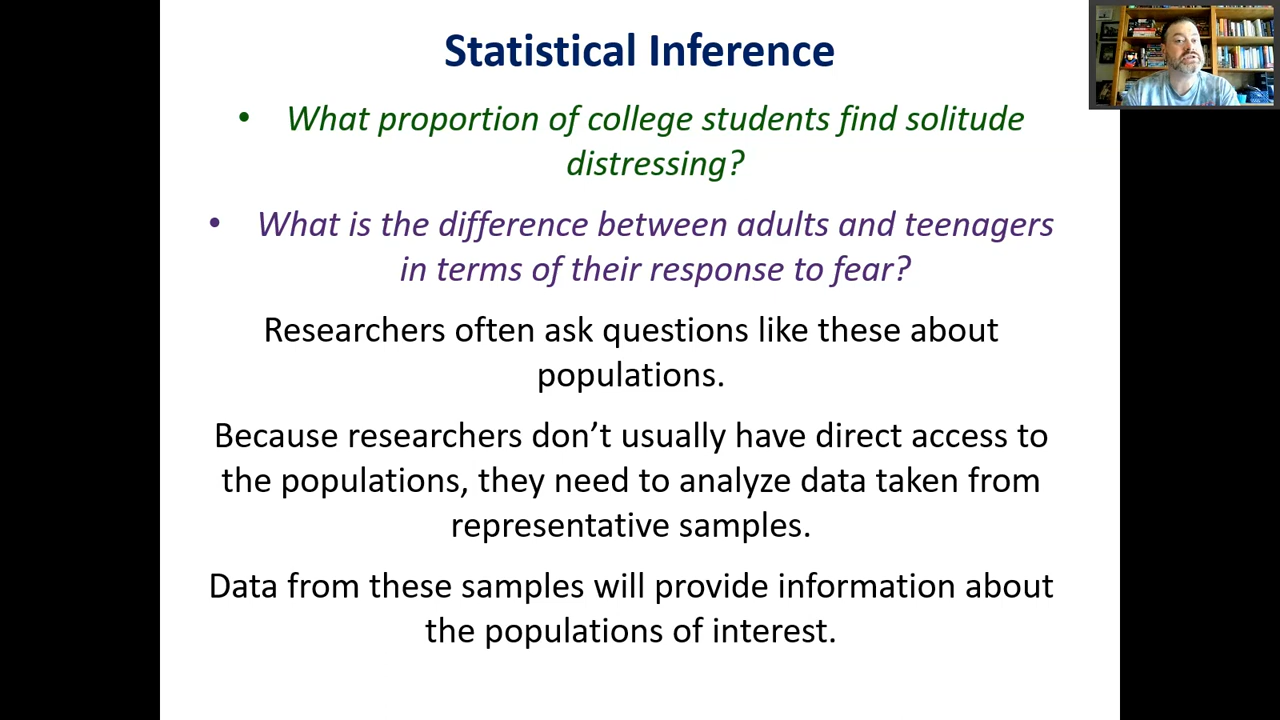 Statistical Inference
• What proportion of college students find solitude
distressing?
• What is the difference between adults and teenagers
in terms of their response to fear?
Researchers often ask questions like these about
populations.
Because researchers don’t usually have direct access to
the populations, they need to analyze data taken from
representative samples.
Data from these samples will provide information about
the populations of interest.